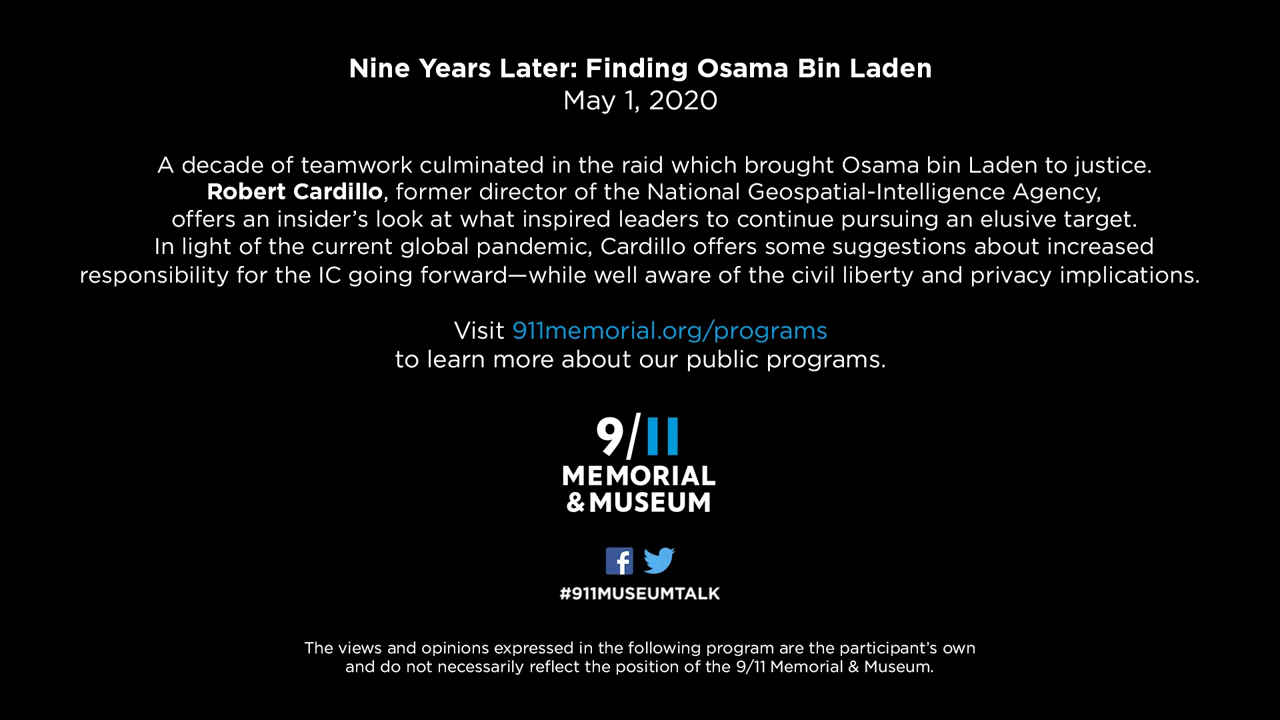 Nine Years Later: Finding Osama Bin Laden
May 1, 2020
A decade of teamwork culminated in the raid which brought Osama bin Laden to justice.
Robert Cardillo, former director of the National Geospatial-Intelligence Agency,
offers an insider's look at what inspired leaders to continue pursuing an elusive target.
In light of the current global pandemic, Cardillo offers some suggestions about increased
responsibility for the IC going forward—while well aware of the civil liberty and privacy implications.
Visit 911memorial.org/programs
to learn more about our public programs.
9/11
MEMORIAL
& MUSEUM
f
#911MUSEUMTALK
The views and opinions expressed in the following program are the participant's own
and do not necessarily reflect the position of the 9/11 Memorial & Museum.